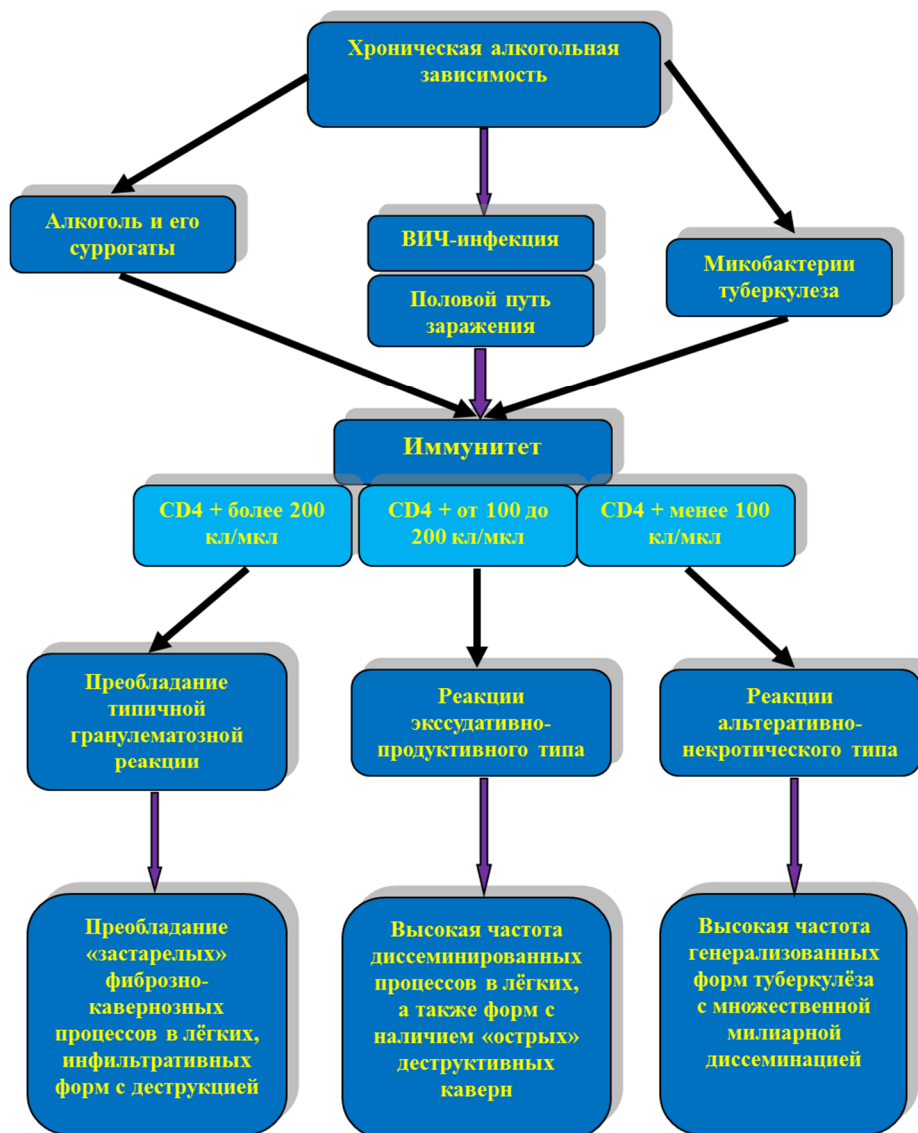 Хроническая алкогольная
зависимость
Алкоголь и его
суррогаты
ВИЧ-инфекция
Половой путь
заражения
Микобактерии
туберкулеза
Иммунитет
CD4 + более 200
кл/мкл
CD4 + от 100 до
200 кл/мкл
CD4 + менее 100
кл/мкл
Преобладание
типичной
гранулематозной
реакции
Реакции
экссудативно-
продуктивного типа
Реакции
альтеративно-
некротического типа
Преобладание
«застарелых»
фиброзно-
кавернозных
процессов в лёгких,
инфильтративных
форм с деструкцией
Высокая частота
диссеминированных
процессов в лёгких,
а также форм с
наличием «острых»
деструктивных
каверн
Высокая частота
генерализованных
форм туберкулёза
с множественной
милиарной
диссеминацией